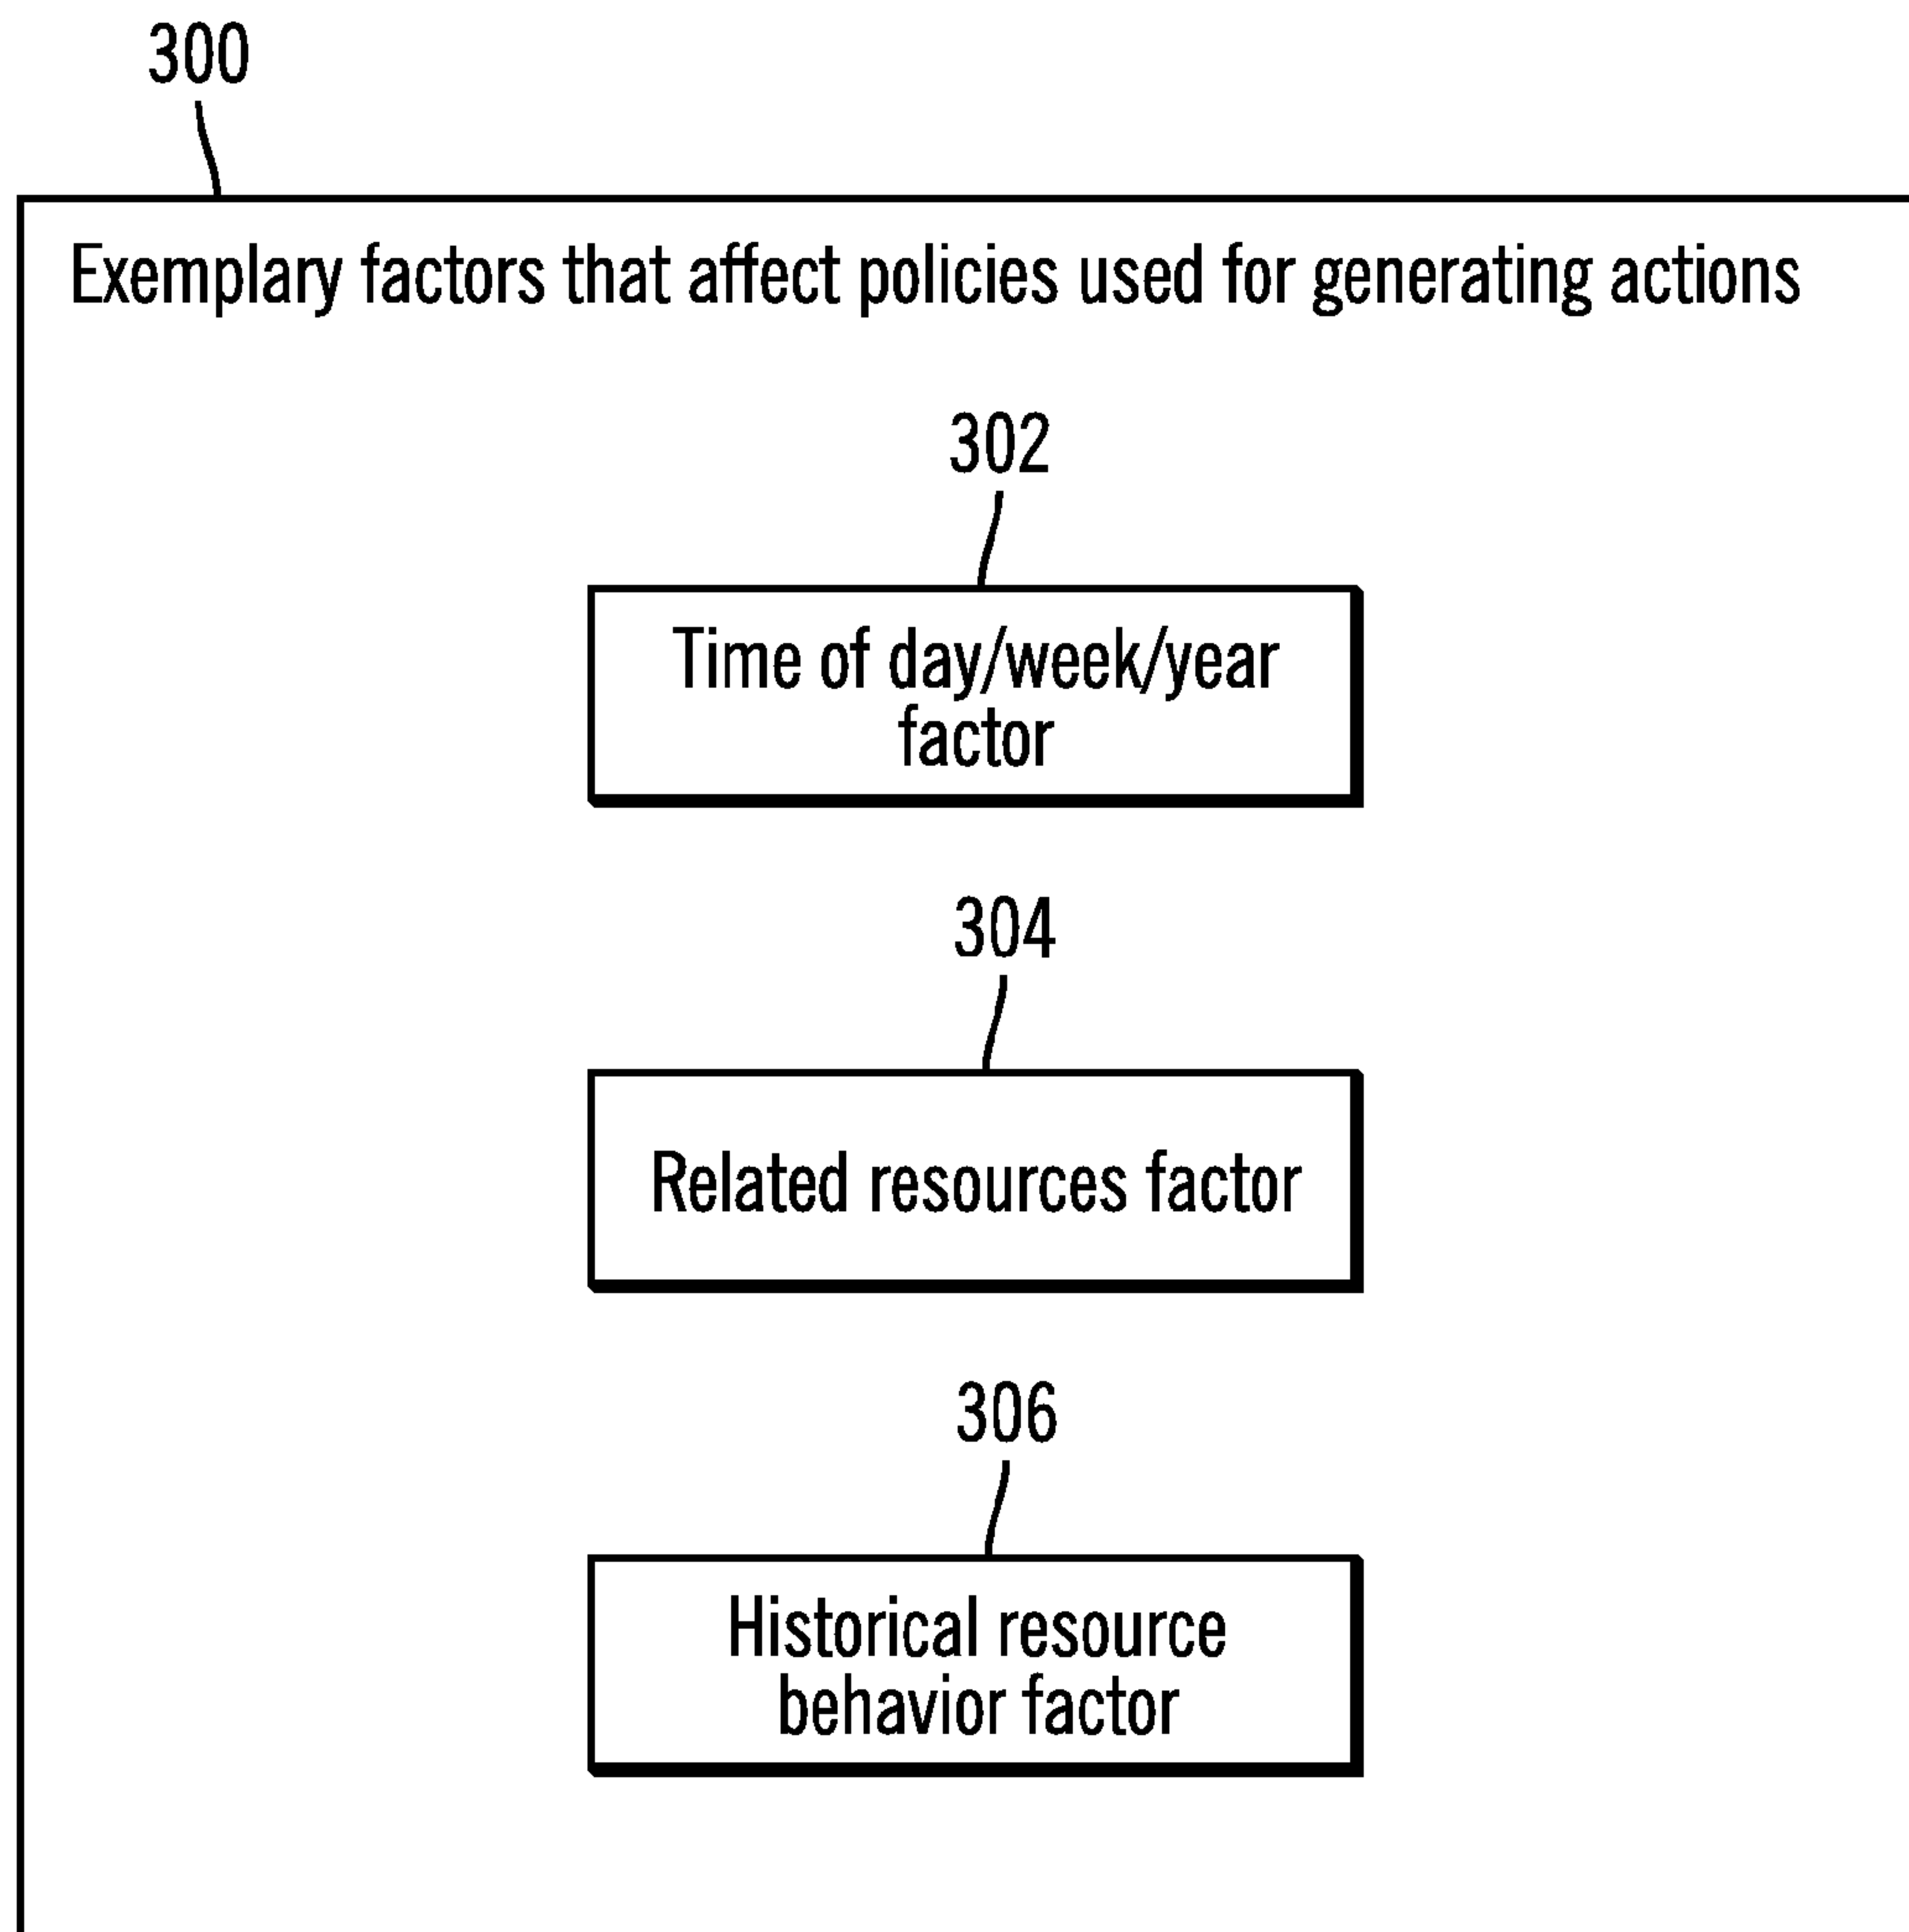 300
Exemplary factors that affect policies used for generating actions
302
Time of day/week/year
factor
304
Related resources factor
306
Historical resource
behavior factor